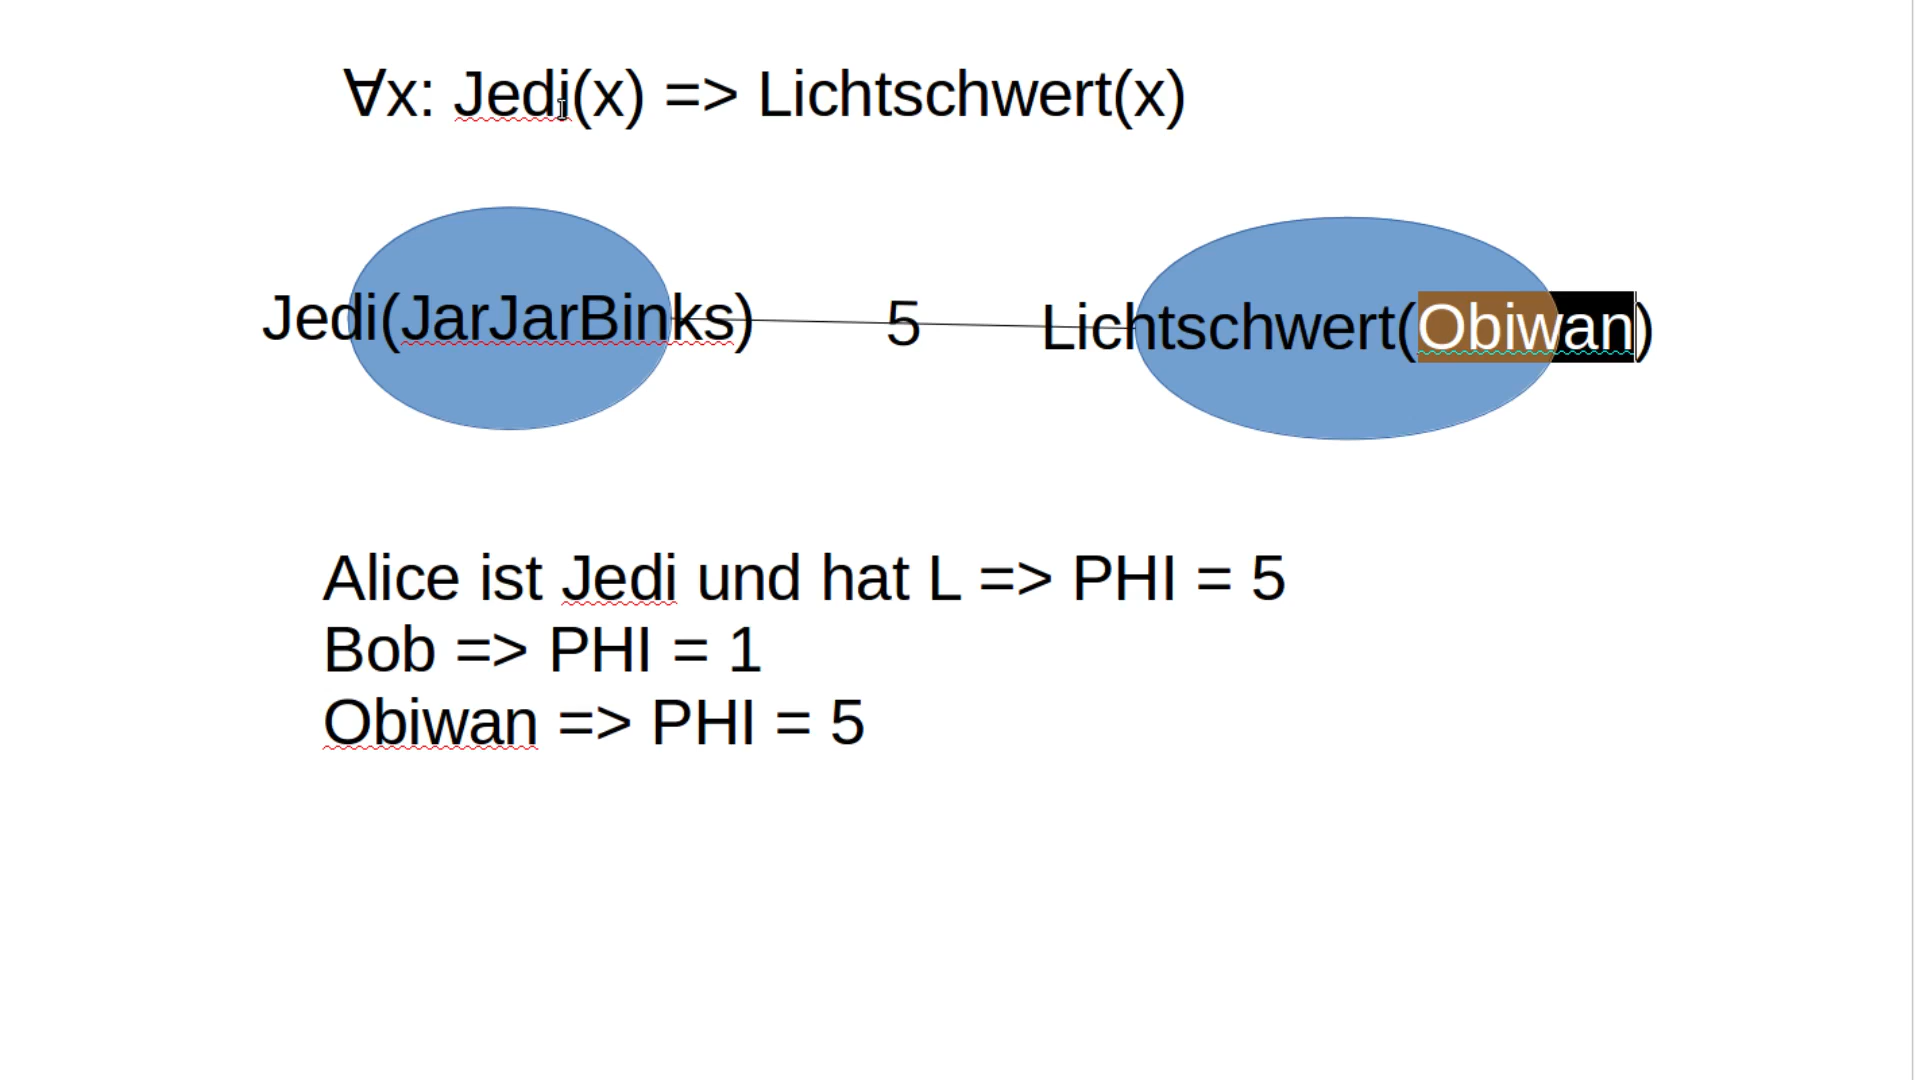 ∀x: Jedi(x) => Lichtschwert(x)
Jedi(JarJarBinks) 5 Lichtschwert(Obiwan)
Alice ist Jedi und hat L => PHI = 5
Bob => PHI = 1
Obiwan => PHI = 5